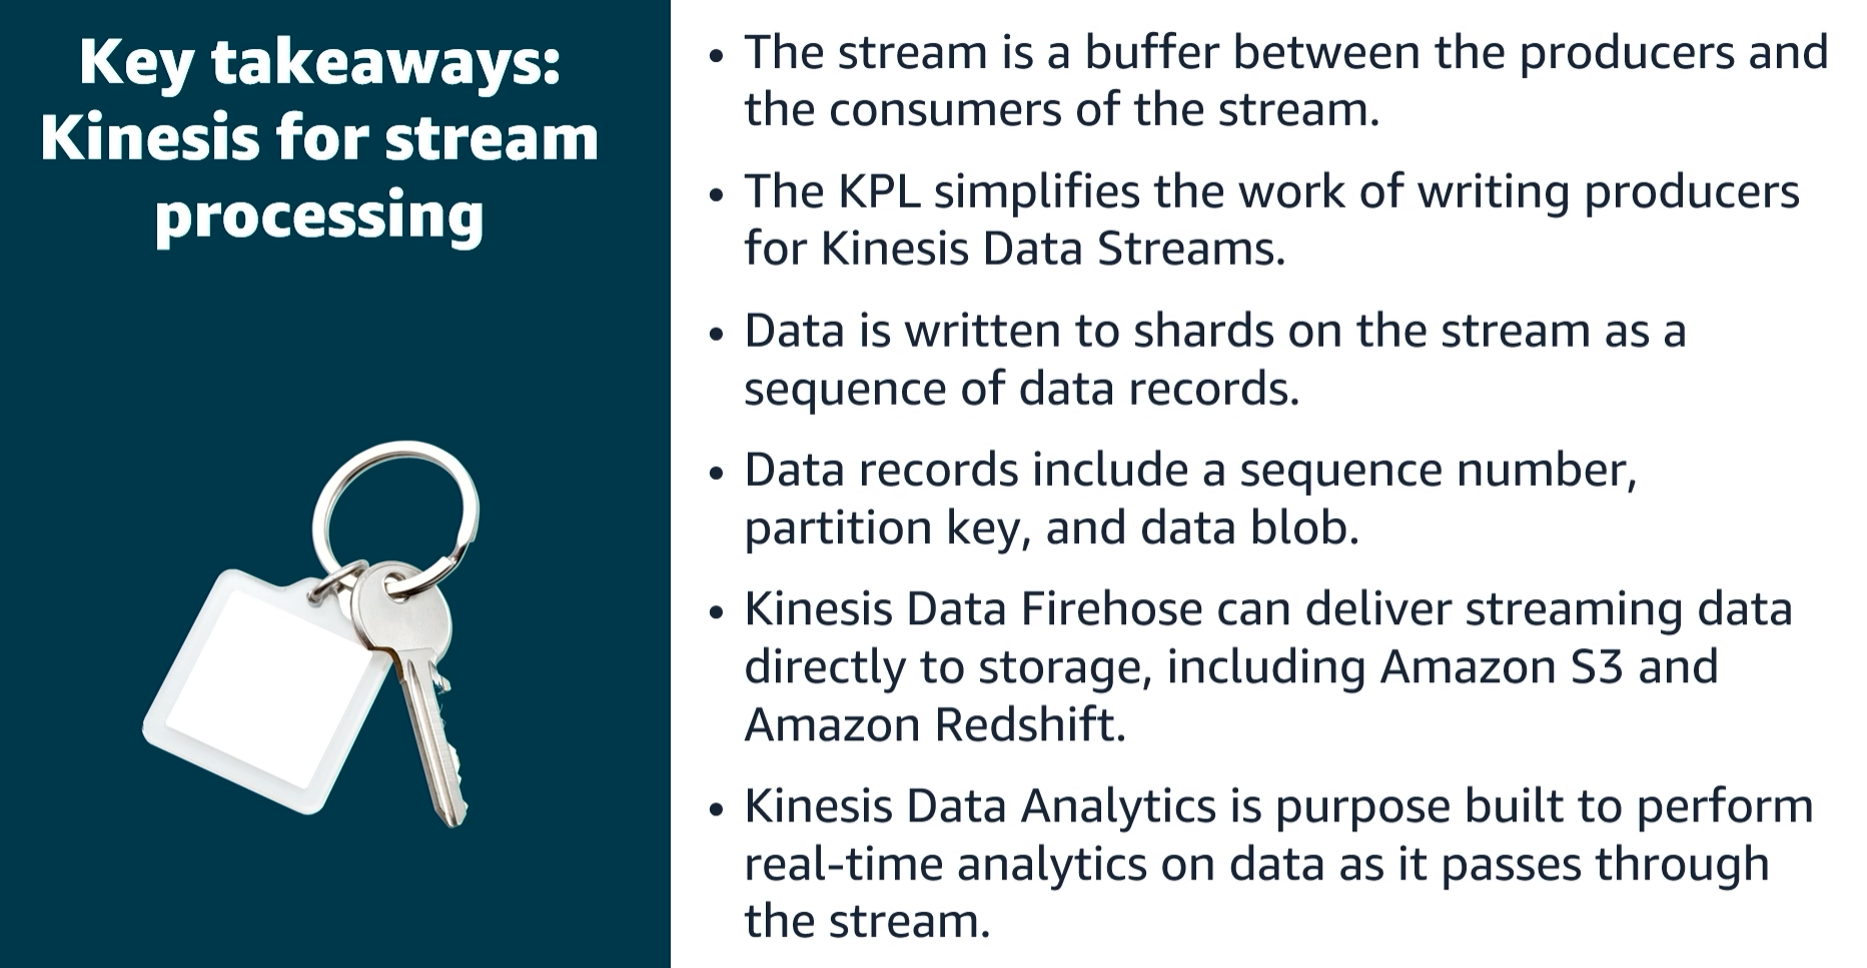 Key takeaways:
Kinesis for stream
processing
• The stream is a buffer between the producers and
the consumers of the stream.
• The KPL simplifies the work of writing producers
for Kinesis Data Streams.
• Data is written to shards on the stream as a
sequence of data records.
• Data records include a sequence number,
partition key, and data blob.
• Kinesis Data Firehose can deliver streaming data
directly to storage, including Amazon S3 and
Amazon Redshift.
• Kinesis Data Analytics is purpose built to perform
real-time analytics on data as it passes through
the stream.